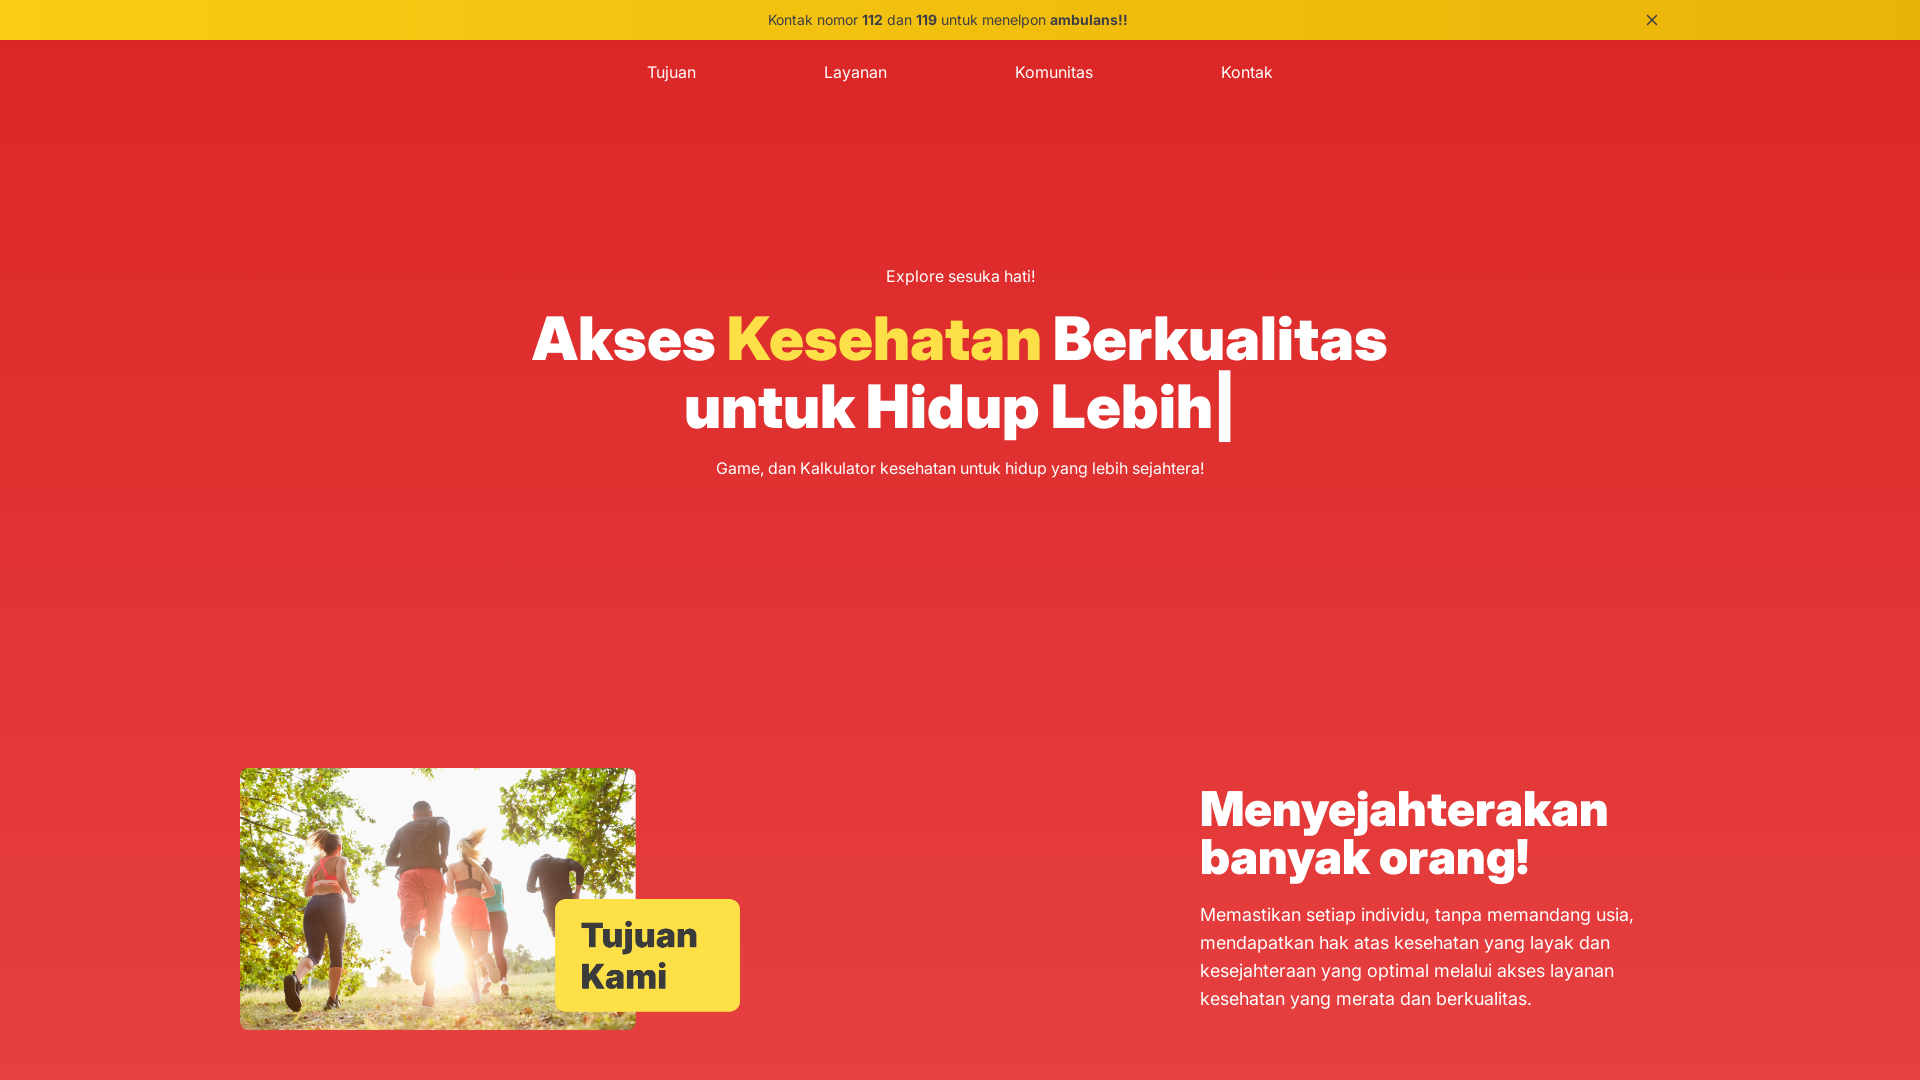 Kontak nomor 112 dan 119 untuk menelpon ambulans!!
Tujuan Layanan Komunitas Kontak
Explore sesuka hati!
Akses Kesehatan Berkualitas
untuk Hidup Lebih|
Game, dan Kalkulator kesehatan untuk hidup yang lebih sejahtera!
Tujuan
Kami
Menyejahterakan
banyak orang!
Memastikan setiap individu, tanpa memandang usia,
mendapatkan hak atas kesehatan yang layak dan
kesejahteraan yang optimal melalui akses layanan
kesehatan yang merata dan berkualitas.